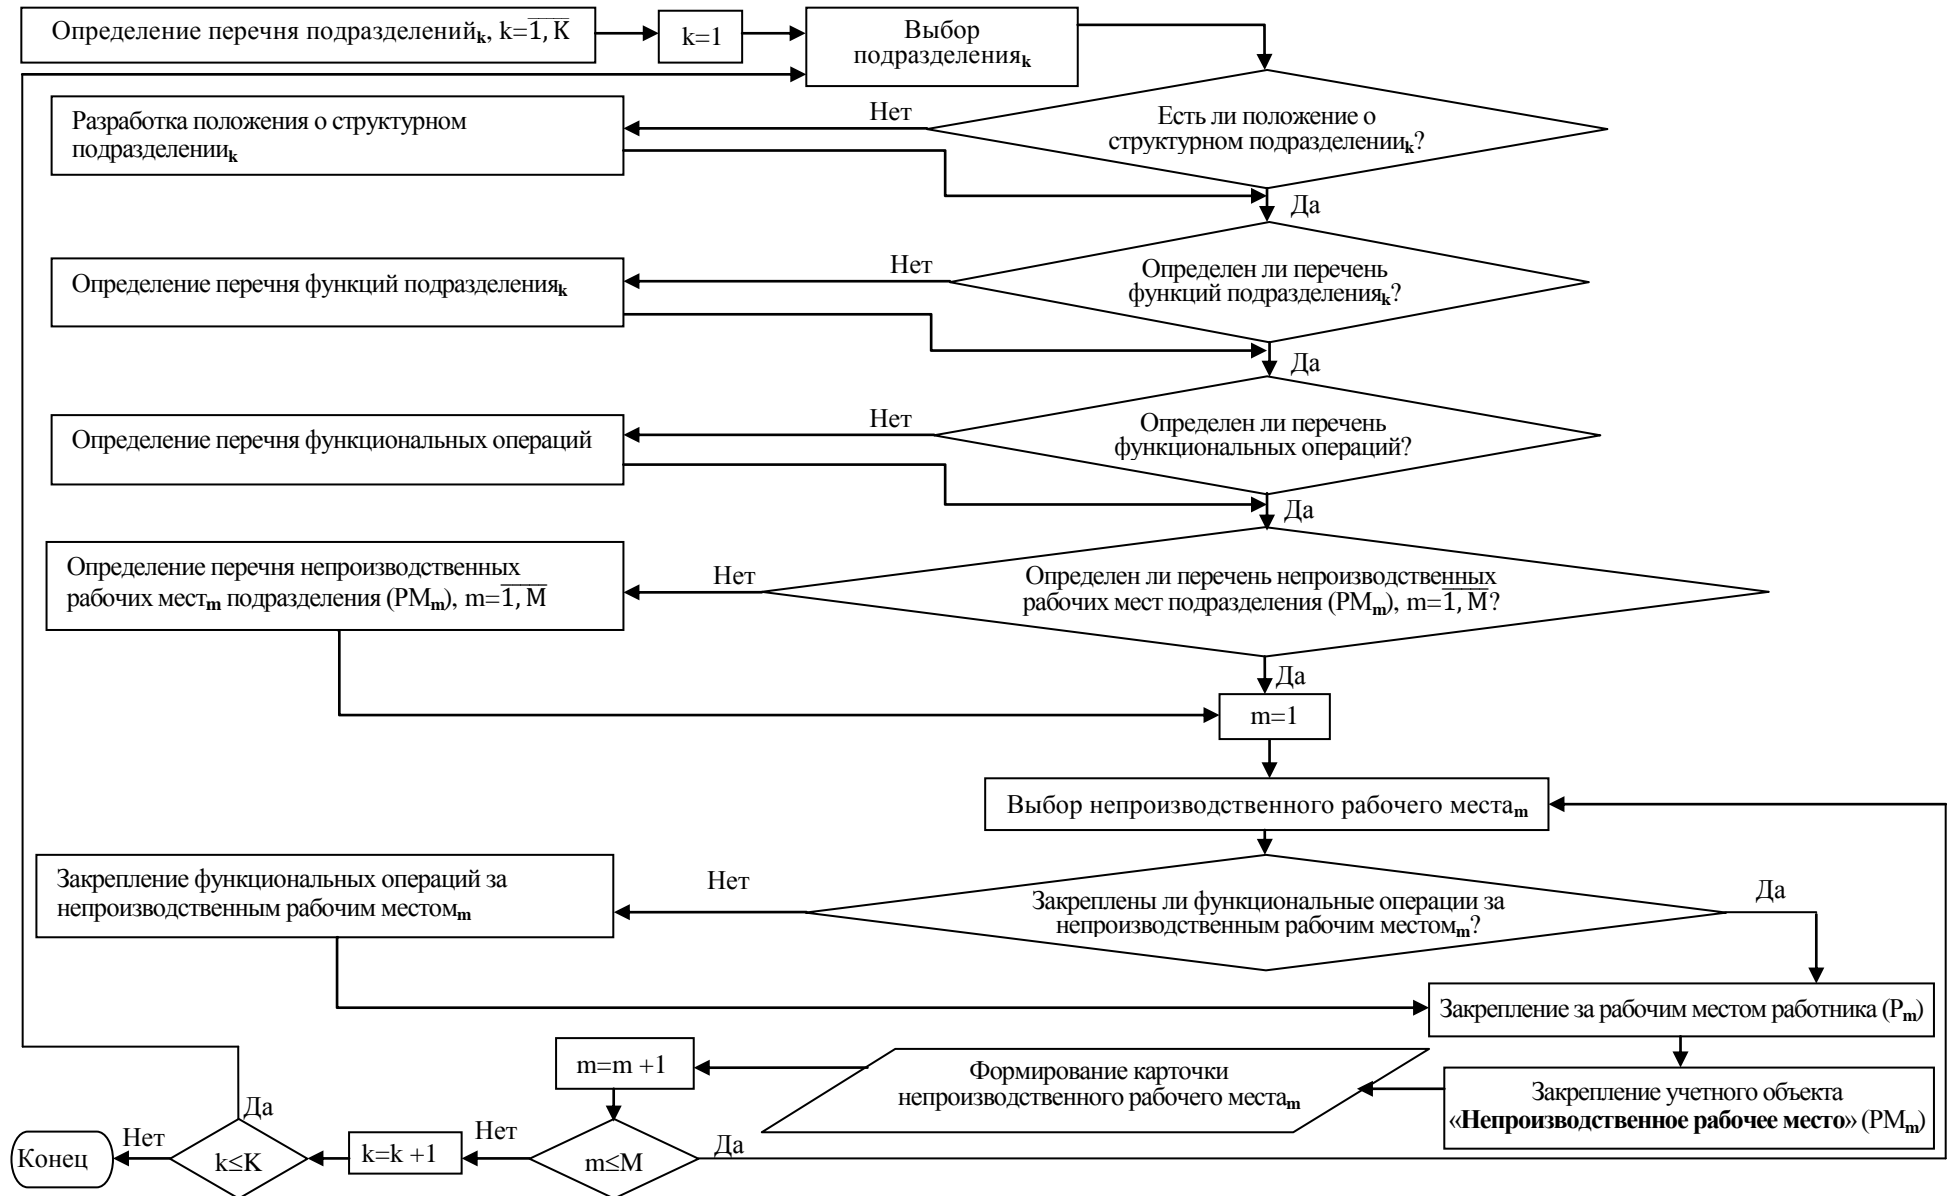 Определение перечня подразделенийk, k=1, K
k=1
Выбор
подразделенияk
Нет
Есть ли положение о
структурном подразделенииk?
Разработка положения о структурном
подразделенииk
Да
Нет
Определен ли перечень
функций подразделенияk?
Определение перечня функций подразделенияk
Да
Нет
Определен ли перечень
функциональных операций?
Определение перечня функциональных операций
Да
Определение перечня непроизводственных
рабочих местm подразделения (РМm), m=1, M
Нет
Определен ли перечень непроизводственных
рабочих мест подразделения (РМm), m=1, M?
Да
m=1
Выбор непроизводственного рабочего местаm
Закрепление функциональных операций за
непроизводственным рабочим местомm
Нет
Закреплены ли функциональные операции за
непроизводственным рабочим местомm?
Да
Закрепление за рабочим местом работника (Рm)
m=m +1
Формирование карточки
непроизводственного рабочего местаm
Закрепление учетного объекта
«Непроизводственное рабочее место» (РМm)
Да
Конец
Нет
k≤K
k=k +1
Нет
m≤M
Да